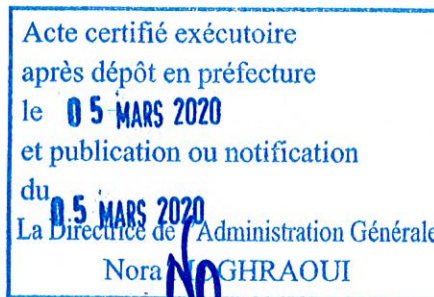 Acte certifié exécutoire
après dépôt en préfecture
le 05 MARS 2020
et publication ou notification
du 05 MARS 2020
La Directrice de l'Administration Générale
Nora GHRAOUI